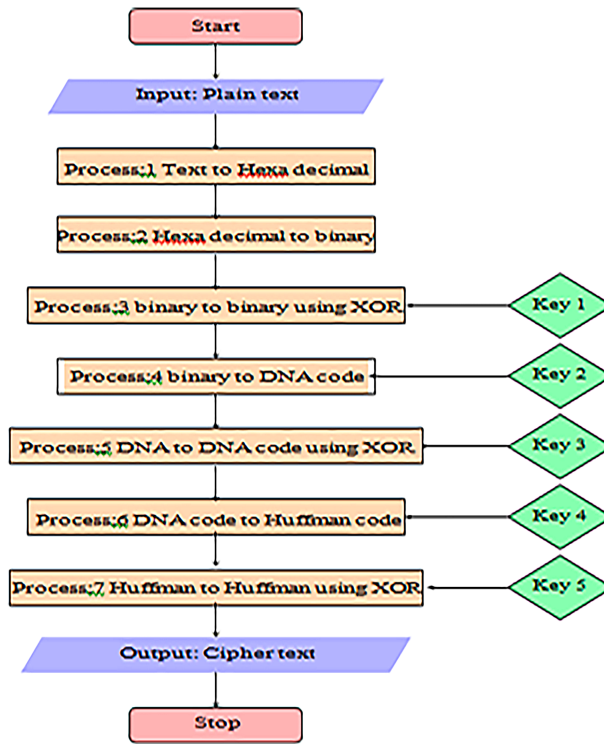 Start
Input: Plain text
Process:1 Text to Hexa decimal
Process:2 Hexa decimal to binary
Process:3 binary to binary using XOR
Key 1
Process:4 binary to DNA code
Key 2
Process:5 DNA to DNA code using XOR
Key 3
Process:6 DNA code to Huffman code
Key 4
Process:7 Huffman to Huffman using XOR
Key 5
Output: Cipher text
Stop